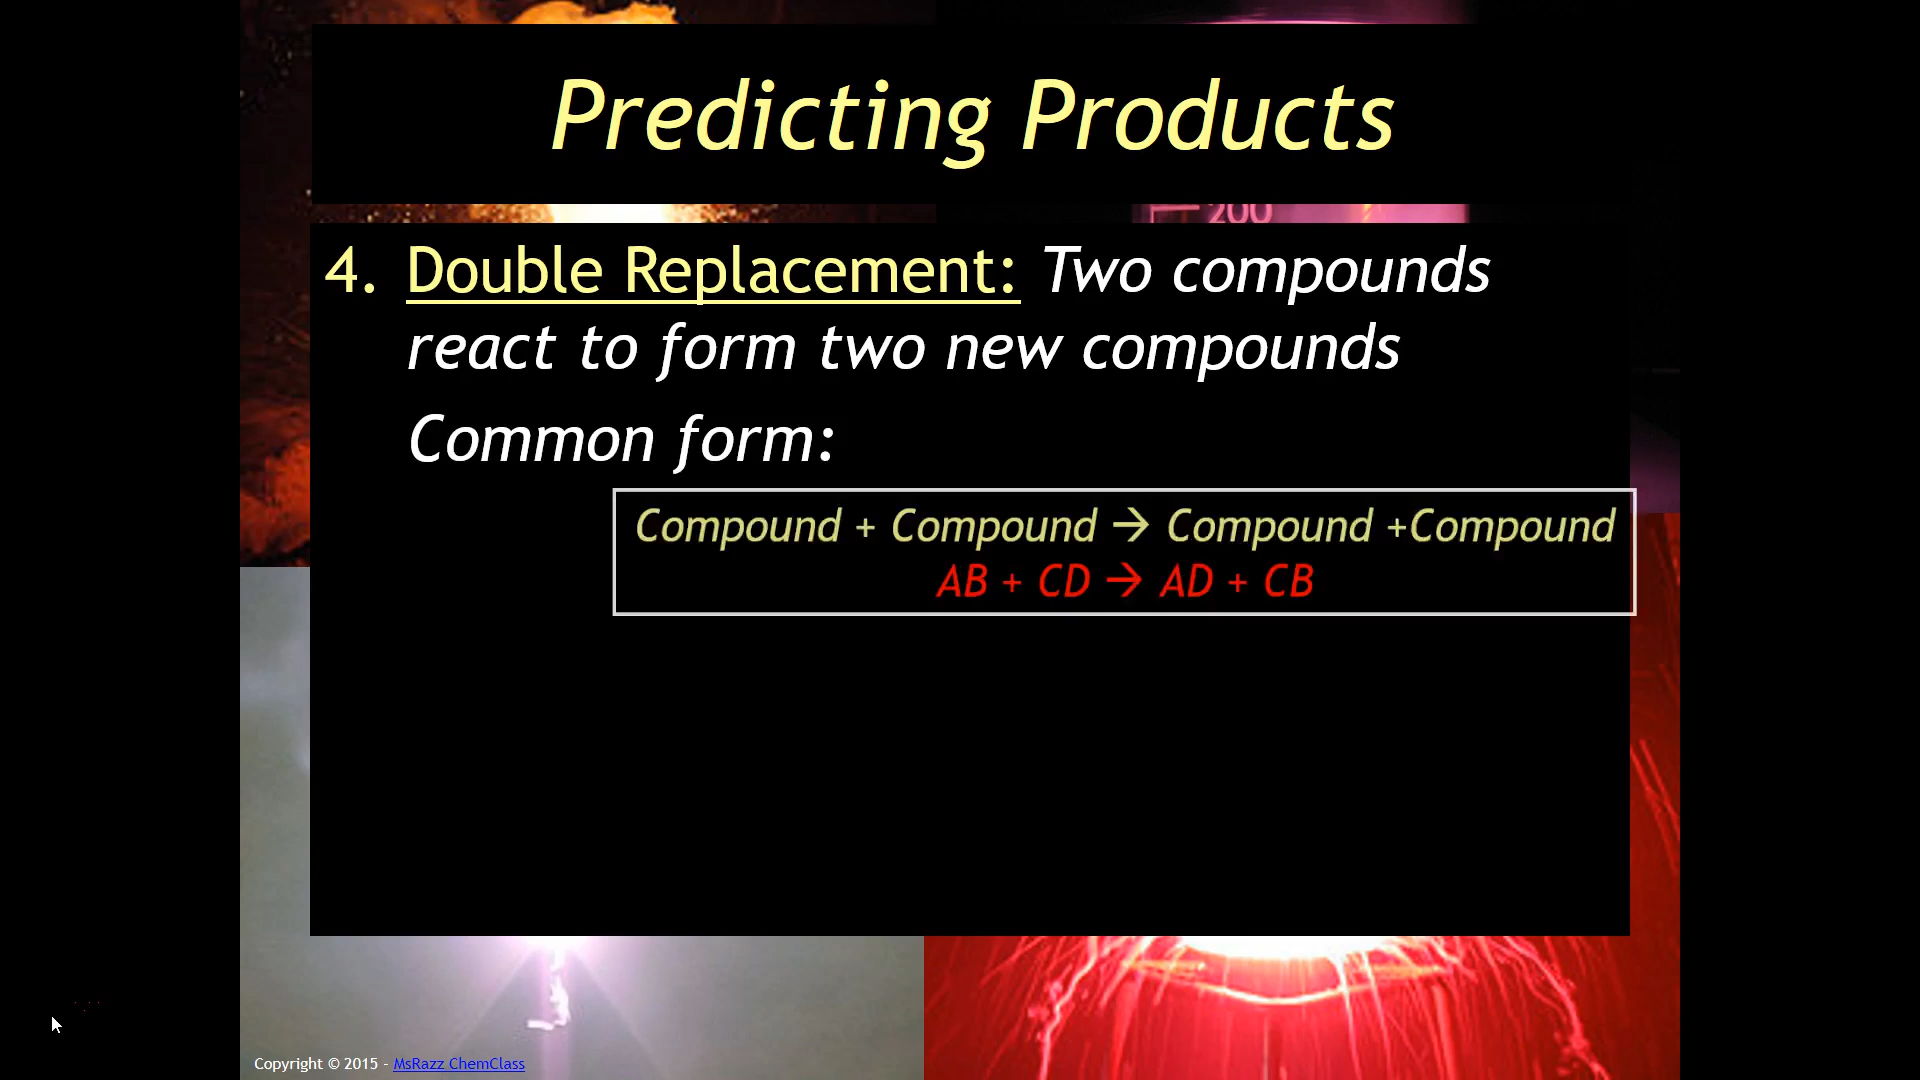 Predicting Products
200
4. Double Replacement: Two compounds
react to form two new compounds
Common form:
Compound + Compound → Compound +Compound
AB + CD → AD + CB
Copyright © 2015 - MsRazz ChemClass